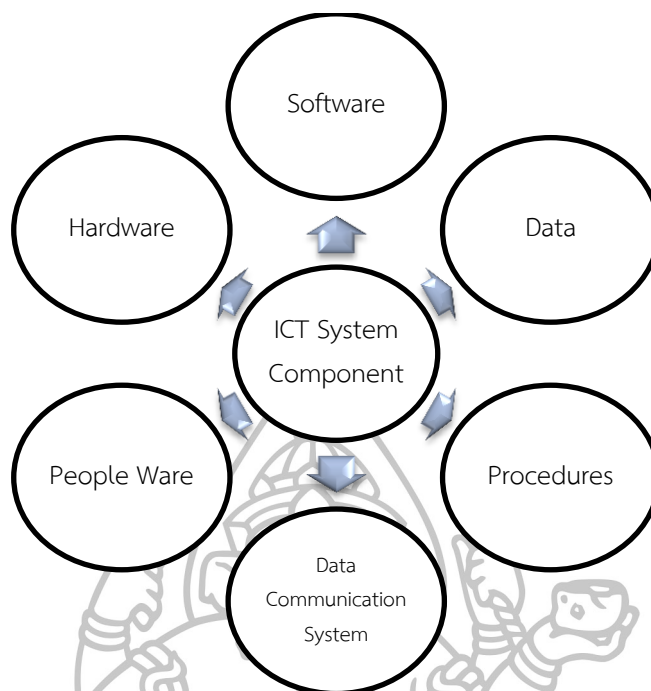 Software
Hardware
Data
ICT System
Component
People Ware
Procedures
Data
Communication
System